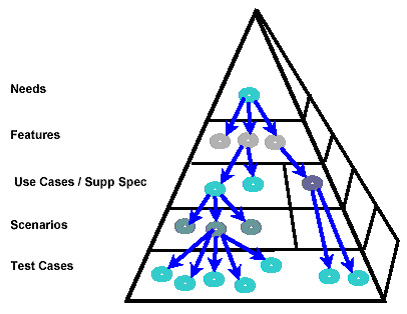 Needs
Features
Use Cases / Supp Spec
Scenarios
Test Cases